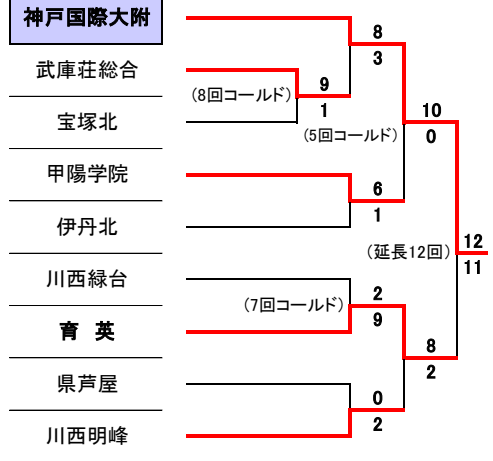 神戸国際大附
8
3
武庫荘総合
9
(8回コールド)
1
10
宝塚北
(5回コールド)
0
甲陽学院
6
1
伊丹北
12
(延長12回)
11
川西緑台
2
(7回コールド)
9
育 英
8
2
県芦屋
0
2
川西明峰